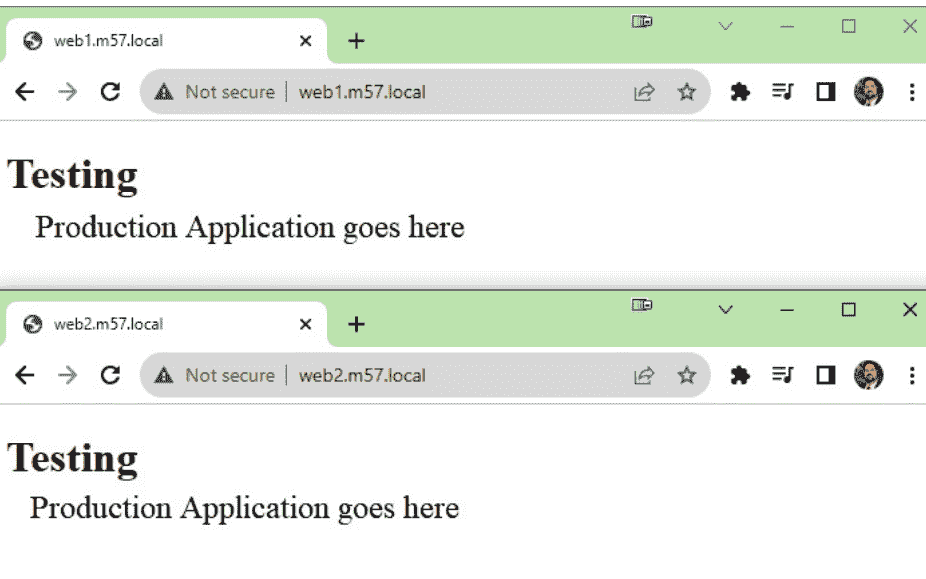 web1.m57.local
Not secure | web1.m57.local
Testing
Production Application goes here
web2.m57.local
Not secure | web2.m57.local
Testing
Production Application goes here